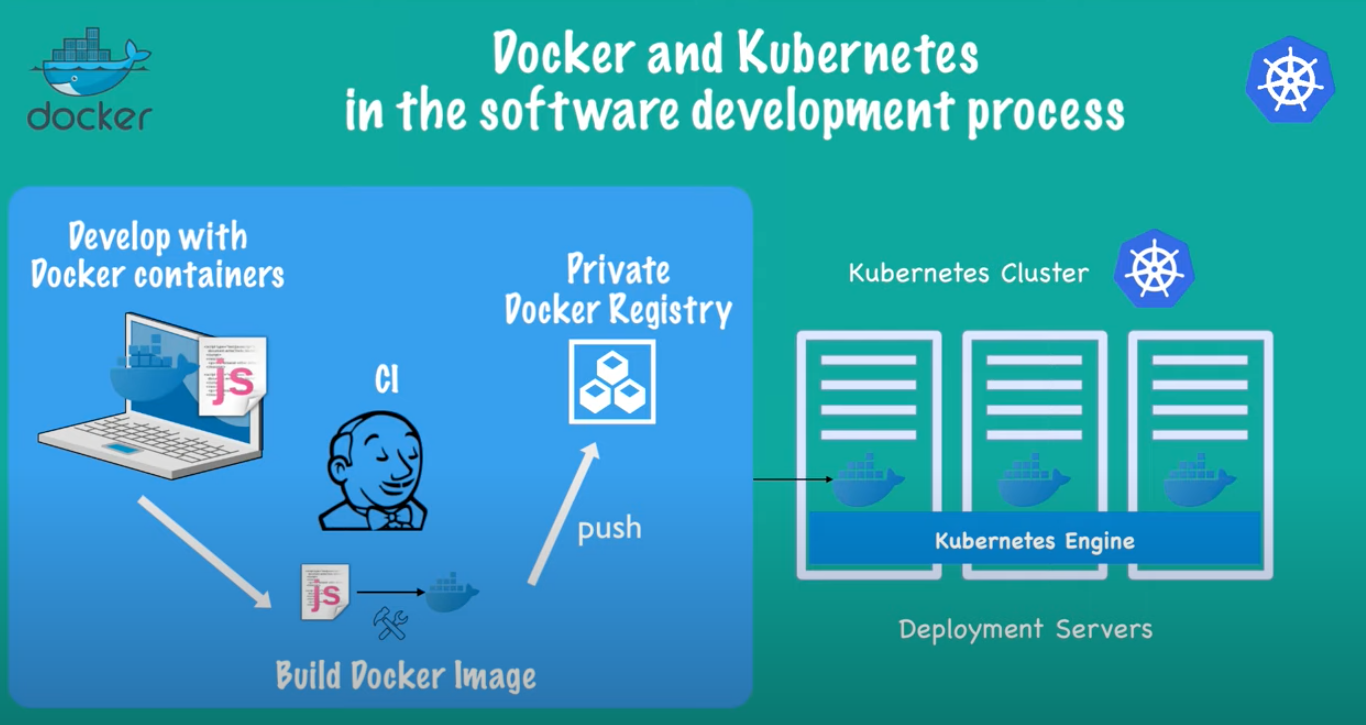 docker
Docker and Kubernetes
in the software development process
Develop with
Docker containers
js
CI
Private
Docker Registry
push
js
Build Docker Image
Kubernetes Cluster
Kubernetes Engine
Deployment Servers